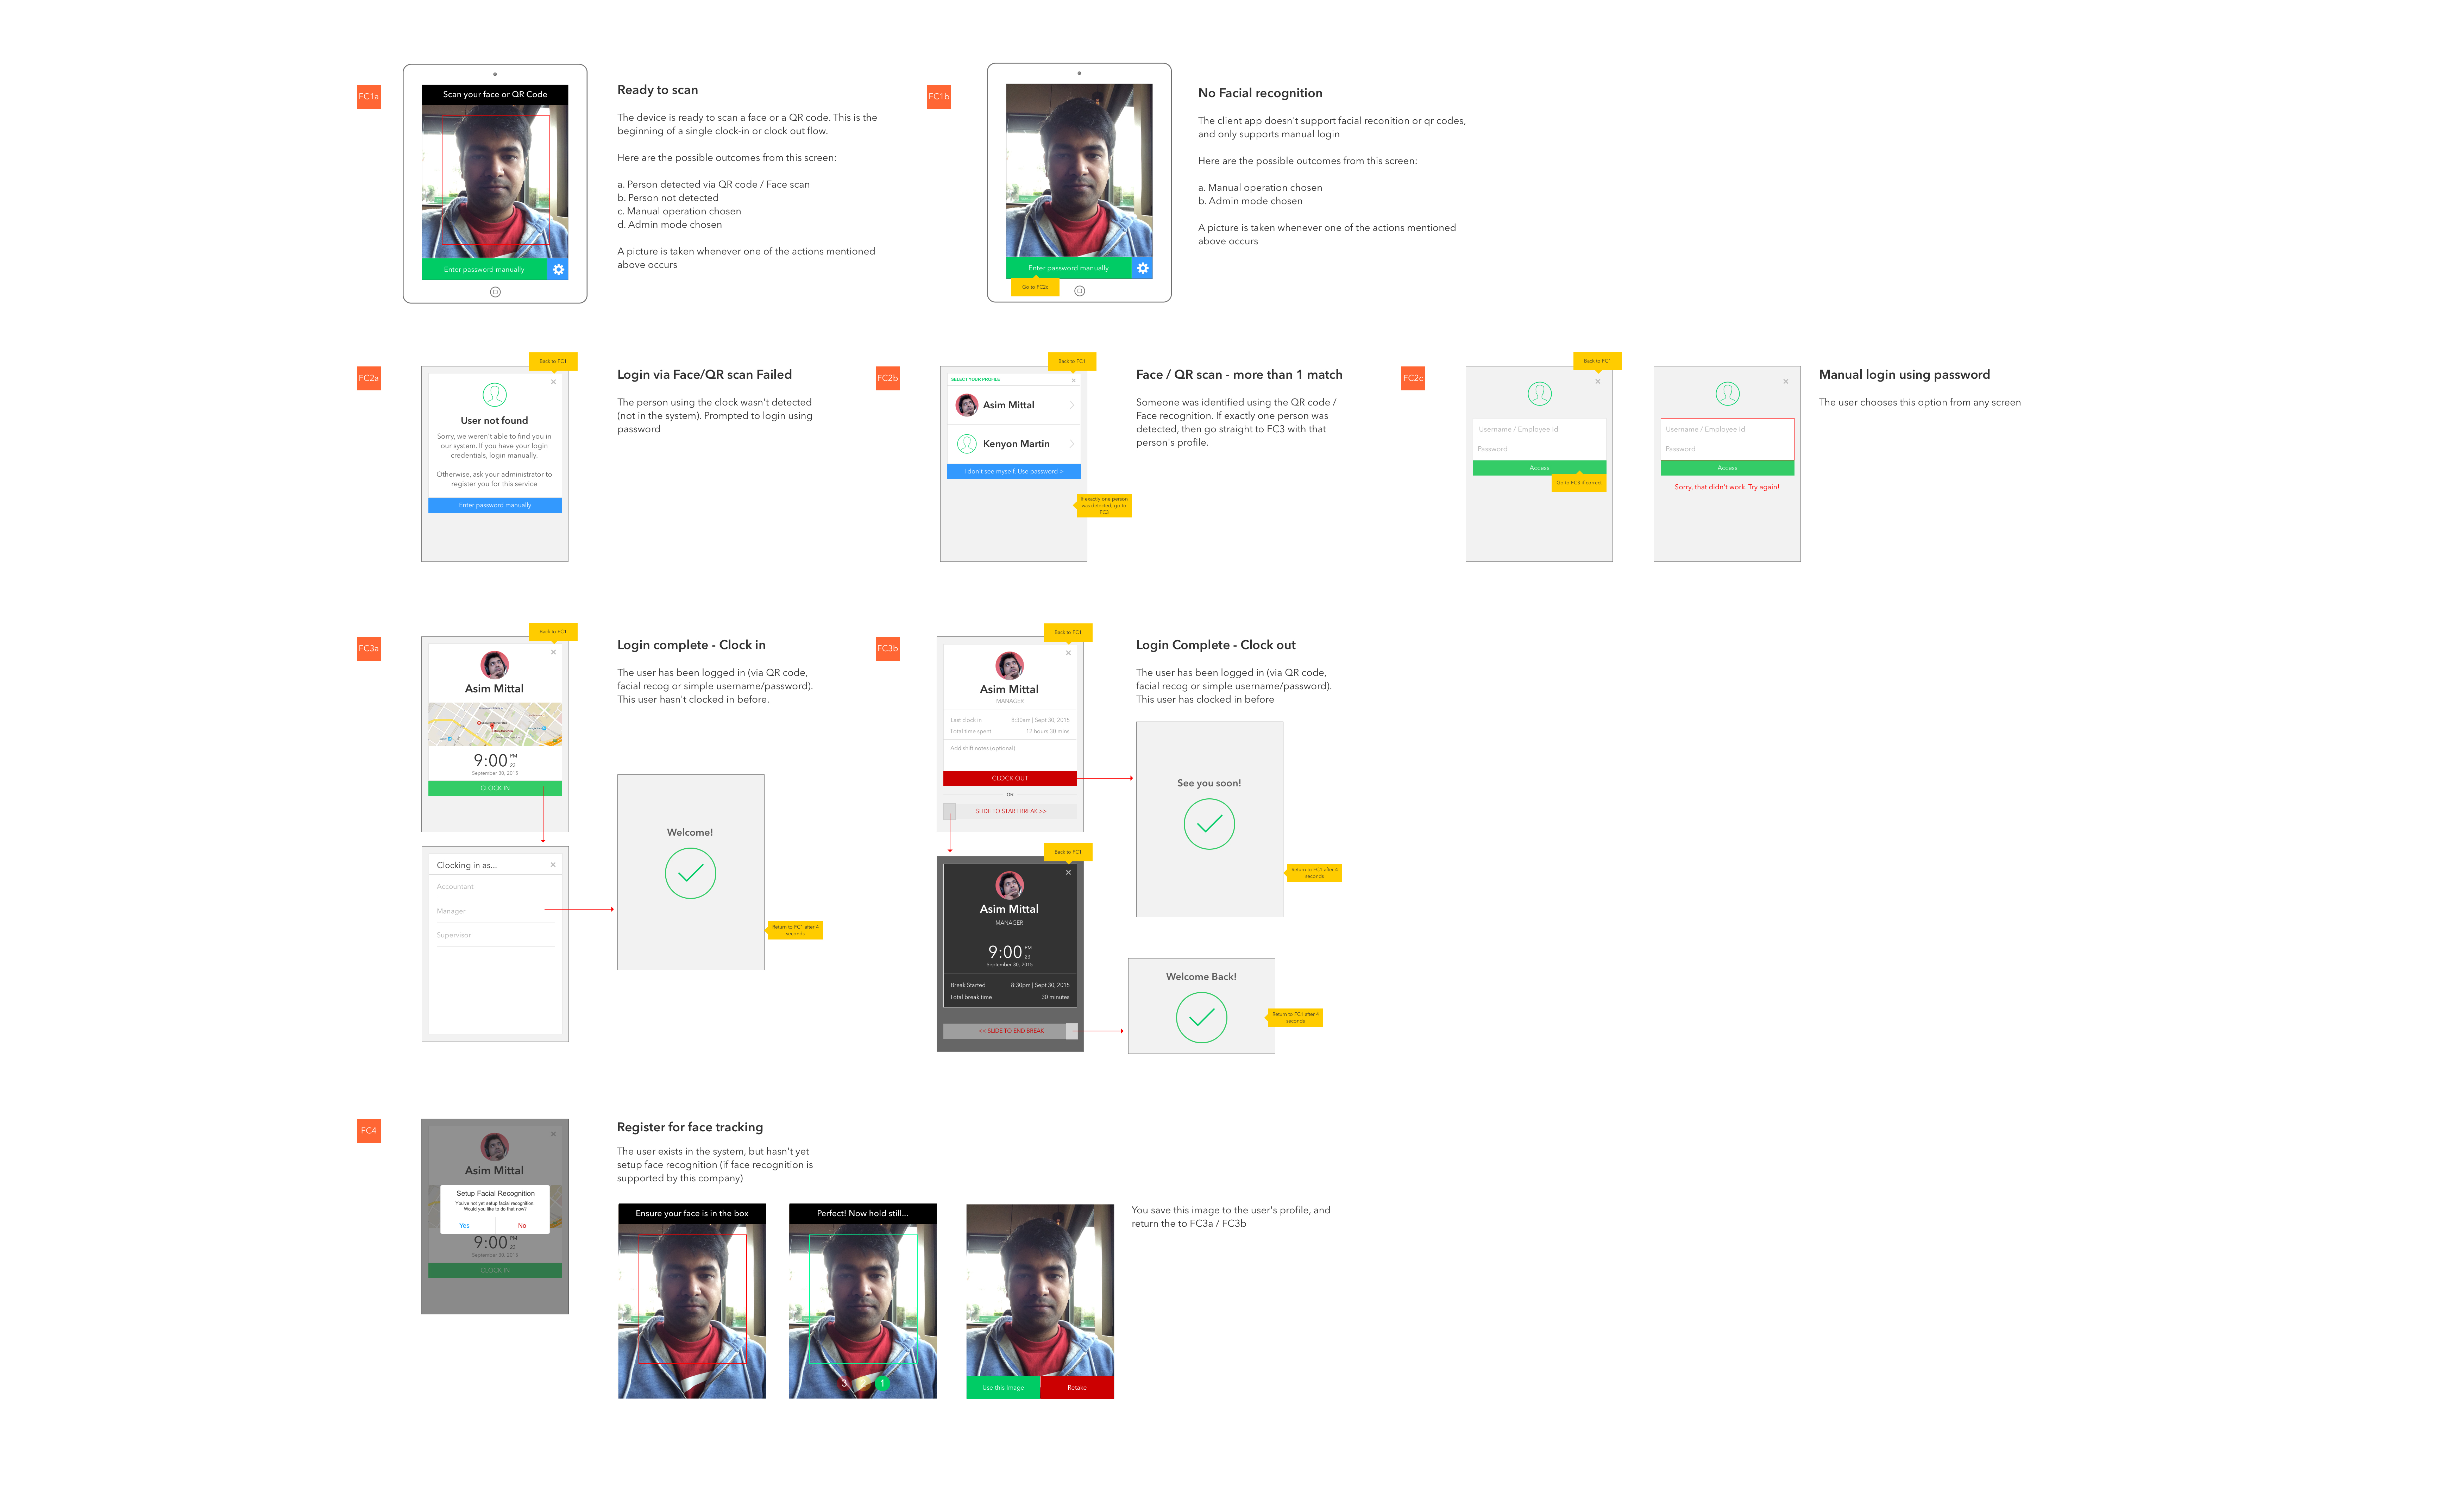 FC1a
Scan your face or QR Code
Enter password manually
Ready to scan
The device is ready to scan a face or a QR code. This is the
beginning of a single clock-in or clock out flow.
Here are the possible outcomes from this screen:
a. Person detected via QR code / Face scan
b. Person not detected
c. Manual operation chosen
d. Admin mode chosen
A picture is taken whenever one of the actions mentioned
above occurs
FC1b
Enter password manually
Go to FC2c
No Facial recognition
The client app doesn't support facial reconition or qr codes,
and only supports manual login
Here are the possible outcomes from this screen:
a. Manual operation chosen
b. Admin mode chosen
A picture is taken whenever one of the actions mentioned
above occurs
FC2a
Back to FC1
User not found
Sorry, we weren't able to find you in
our system. If you have your login
credentials, login manually.
Otherwise, ask your administrator to
register you for this service
Enter password manually
Login via Face/QR scan Failed
The person using the clock wasn't detected
(not in the system). Prompted to login using
password
FC2b
Back to FC1
SELECT YOUR PROFILE
Asim Mittal
Kenyon Martin
I don't see myself. Use password >
If exactly one person
was detected, go to
FC3
Face / QR scan - more than 1 match
Someone was identified using the QR code /
Face recognition. If exactly one person was
detected, then go straight to FC3 with that
person's profile.
FC2c
Back to FC1
Username / Employee Id
Password
Access
Go to FC3 if correct
Username / Employee Id
Password
Access
Sorry, that didn't work. Try again!
Manual login using password
The user chooses this option from any screen
FC3a
Back to FC1
Asim Mittal
9:00 PM
23
September 30, 2015
CLOCK IN
Login complete - Clock in
The user has been logged in (via QR code,
facial recog or simple username/password).
This user hasn't clocked in before.
Clocking in as...
Accountant
Manager
Supervisor
Welcome!
Return to FC1 after 4
seconds
FC3b
Back to FC1
Asim Mittal
MANAGER
Last clock in 8:30am | Sept 30, 2015
Total time spent 12 hours 30 mins
Add shift notes (optional)
CLOCK OUT
OR
SLIDE TO START BREAK >>
Login Complete - Clock out
The user has been logged in (via QR code,
facial recog or simple username/password).
This user has clocked in before
See you soon!
Return to FC1 after 4
seconds
Back to FC1
Asim Mittal
MANAGER
9:00 PM
23
September 30, 2015
Break Started 8:30pm | Sept 30, 2015
Total break time 30 minutes
<< SLIDE TO END BREAK
Welcome Back!
Return to FC1 after 4
seconds
FC4
Asim Mittal
Setup Facial Recognition
You've not yet setup facial recognition.
Would you like to do that now?
Yes No
9:00 PM
23
September 30, 2015
CLOCK IN
Register for face tracking
The user exists in the system, but hasn't yet
setup face recognition (if face recognition is
supported by this company)
Ensure your face is in the box
Perfect! Now hold still...
3 1
Use this Image Retake
You save this image to the user's profile, and
return the to FC3a / FC3b